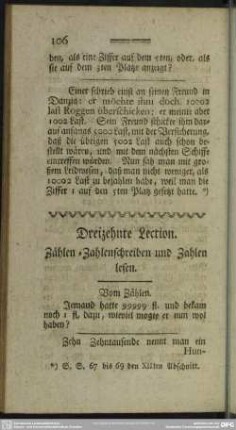 106
hen, als eine Ziffer auf dem 1ten, oder, als
sie auf dem 3ten Platze anzeigt?
Einer schrieb einst an seinen Freund in
Danzig: er möchte ihm doch 10002
last Roggen überschicken; er meinte aber
1002 Last. Sein Freund schickte ihm dar-
auf anfangs 5000 Last, mit der Versicherung,
daß die übrigen 5002 Last auch schon be-
stellt wären, und mit dem nächsten Schiffe
eintreffen würden. Nun sah man mit gro-
ßem Leidwesen, daß man nicht weniger, als
10002 Last zu bezahlen habe, weil man die
Ziffer 1 auf den 5ten Platz gesetzt hatte. *)
Dreizehnte Lection.
Zählen, Zahlenschreiben und Zahlen
lesen.
Vom Zählen.
Jemand hatte 99999 fl. und bekam
noch 1 fl. dazu, wieviel mogte er nun wol
haben?
Zehn Zehntausende nennt man ein
Hun-
*) S. S. 67 bis 69 den XIIten Abschnitt.